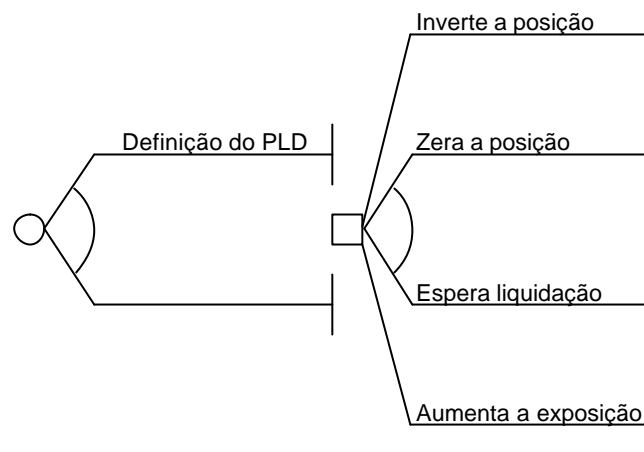 Inverte a posição
Definição do PLD
Zera a posição
Espera liquidação
Aumenta a exposição